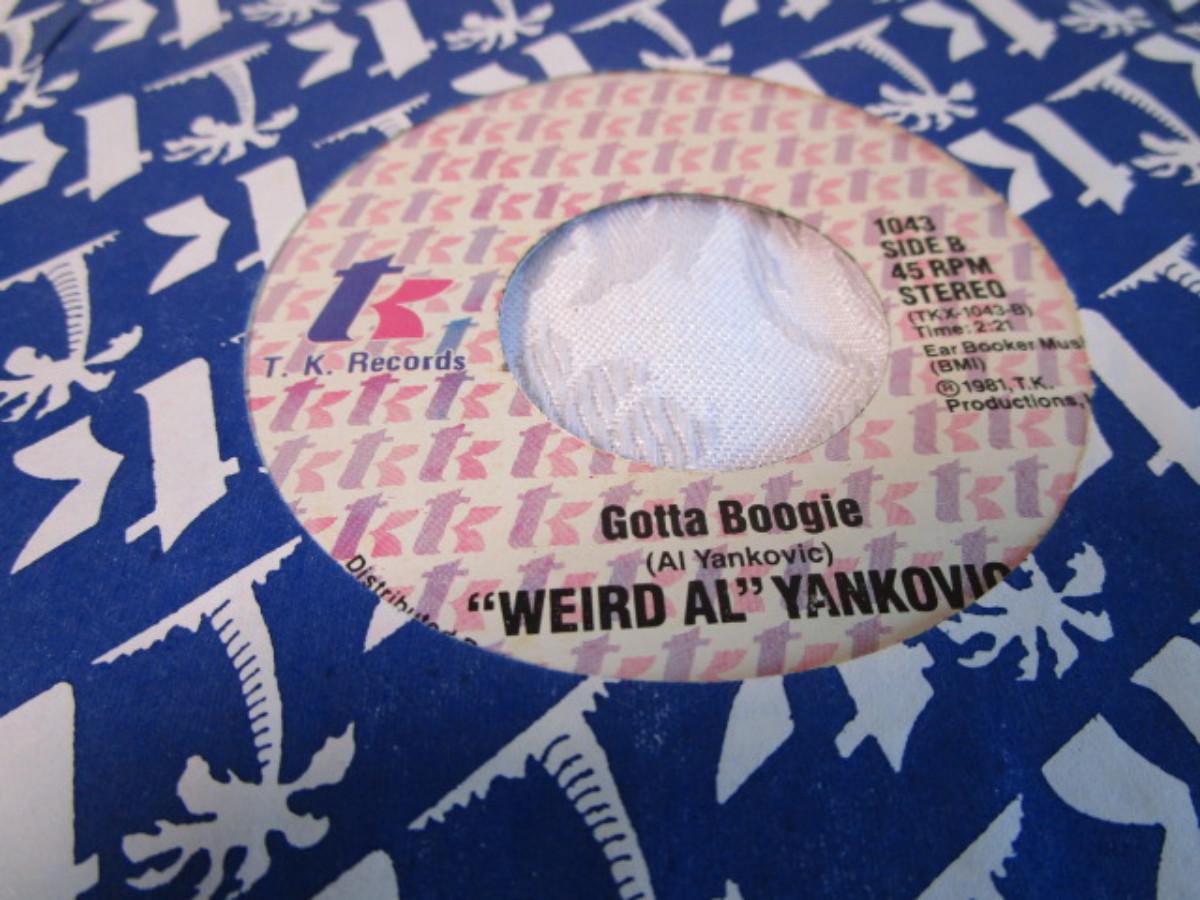 tk
T. K. Records
1043
SIDE B
45 RPM
STEREO
(TKX-1043-B)
Time: 2:21
Ear Booker
(BMI)
℗ 1981, T.K.
Productions,
Gotta Boogie
(Al Yankovic)
"WEIRD AL" YANKOVIC